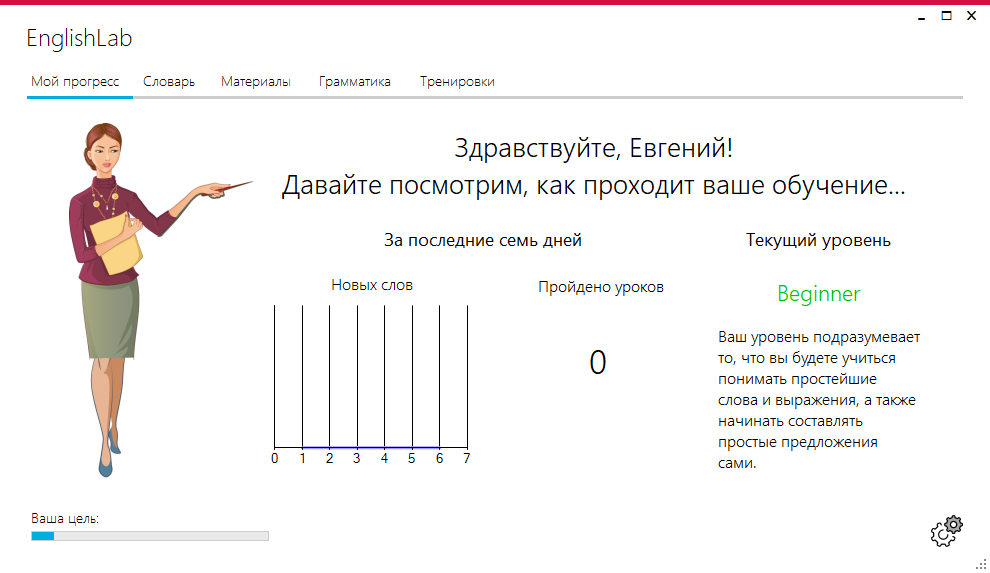 EnglishLab
Мой прогресс Словарь Материалы Грамматика Тренировки
Здравствуйте, Евгений!
Давайте посмотрим, как проходит ваше обучение...
За последние семь дней
Новых слов
0 1 2 3 4 5 6 7
Пройдено уроков
0
Текущий уровень
Beginner
Ваш уровень подразумевает
то, что вы будете учиться
понимать простейшие
слова и выражения, а также
начинать составлять
простые предложения
сами.
Ваша цель: